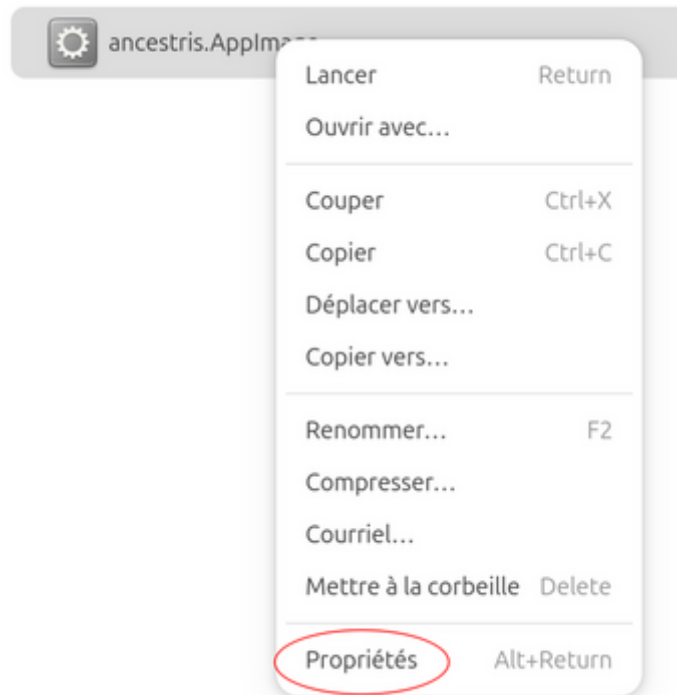 ancestris.AppImage
Lancer Return
Ouvrir avec...
Couper Ctrl+X
Copier Ctrl+C
Déplacer vers...
Copier vers...
Renommer... F2
Compresser...
Courriel...
Mettre à la corbeille Delete
Propriétés Alt+Return